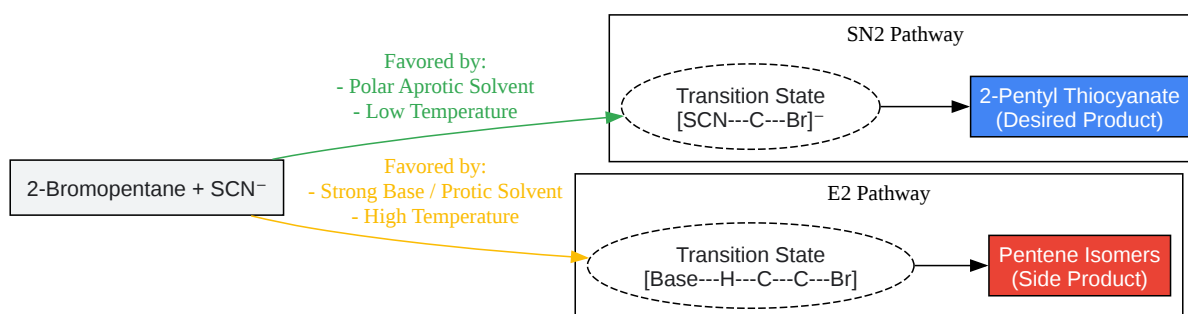 2-Bromopentane + SCN⁻
Favored by:
- Polar Aprotic Solvent
- Low Temperature
SN2 Pathway
Transition State
[SCN---C---Br]⁻
2-Pentyl Thiocyanate
(Desired Product)
Favored by:
- Strong Base / Protic Solvent
- High Temperature
E2 Pathway
Transition State
[Base---H---C---C---Br]
Pentene Isomers
(Side Product)